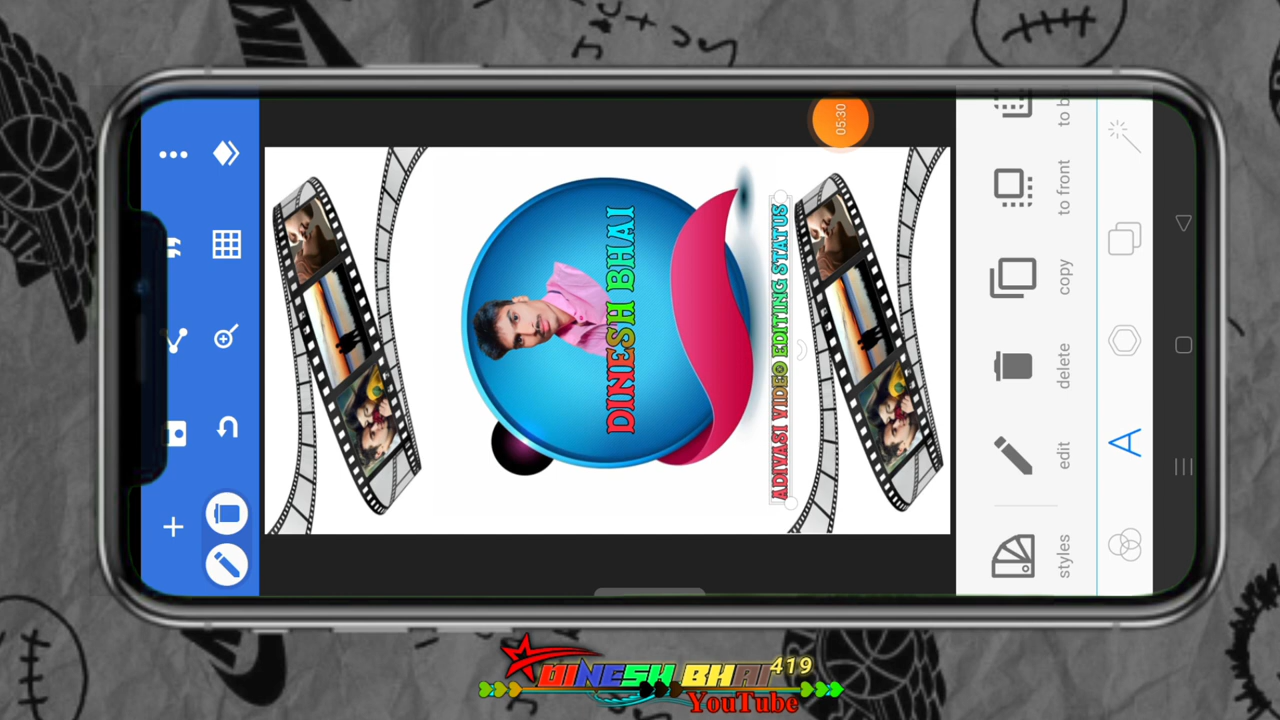 05:30
DINESH BHAI
ADIVASI VIDEO EDITING STATUS
to front
copy
delete
edit
styles
DINESH BHAI 419
YouTube